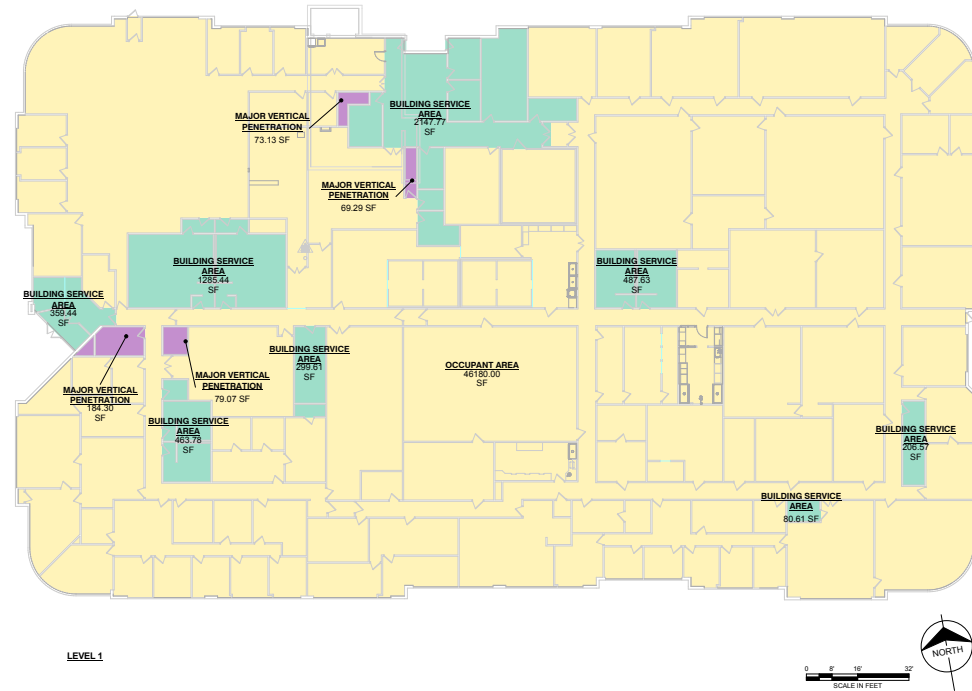 BUILDING SERVICE
AREA
2147.77
SF
MAJOR VERTICAL
PENETRATION
73.13 SF
MAJOR VERTICAL
PENETRATION
69.29 SF
BUILDING SERVICE
AREA
1285.44
SF
BUILDING SERVICE
AREA
487.63
SF
BUILDING SERVICE
AREA
359.44
SF
BUILDING SERVICE
AREA
299.61
SF
OCCUPANT AREA
46180.00
SF
MAJOR VERTICAL
PENETRATION
79.07 SF
MAJOR VERTICAL
PENETRATION
184.30
SF
BUILDING SERVICE
AREA
463.78
SF
BUILDING SERVICE
AREA
206.57
SF
BUILDING SERVICE
AREA
80.61 SF
LEVEL 1
NORTH
0 8' 16' 32'
SCALE IN FEET